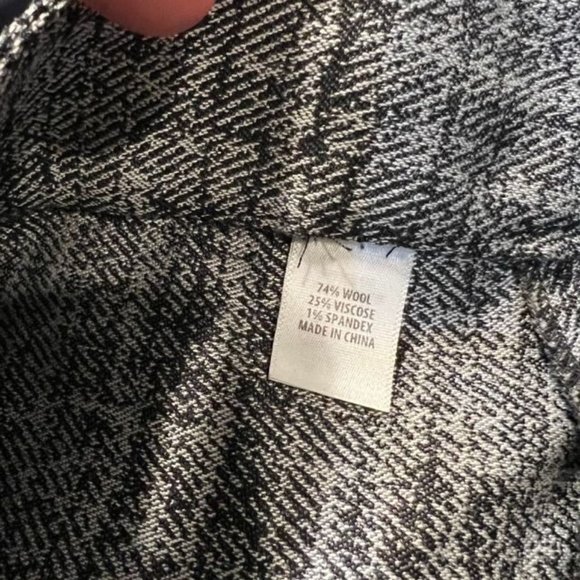 74% WOOL
25% VISCOSE
1% SPANDEX
MADE IN CHINA